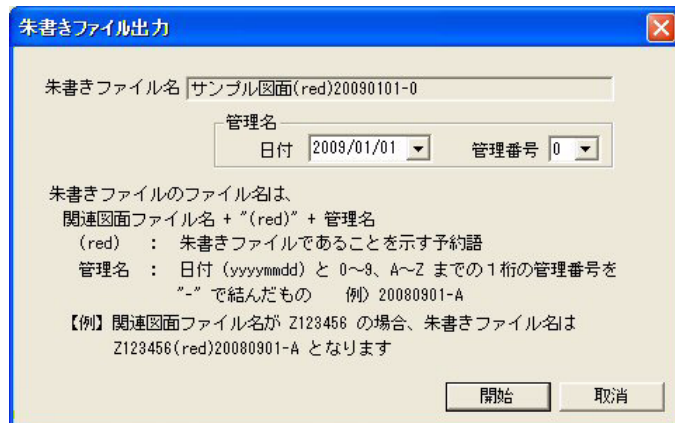 朱書きファイル出力
朱書きファイル名 サンプル図面(red)20090101-0
管理名
日付 2009/01/01 管理番号 0
朱書きファイルのファイル名は、
関連図面ファイル名 + "(red)" + 管理名
(red) : 朱書きファイルであることを示す予約語
管理名 : 日付 (yyyymmdd) と 0～9、A～Z までの1桁の管理番号を
"-" で結んだもの 例) 20080901-A
【例】関連図面ファイル名が Z123456 の場合、朱書きファイル名は
Z123456(red)20080901-A となります
開始 取消